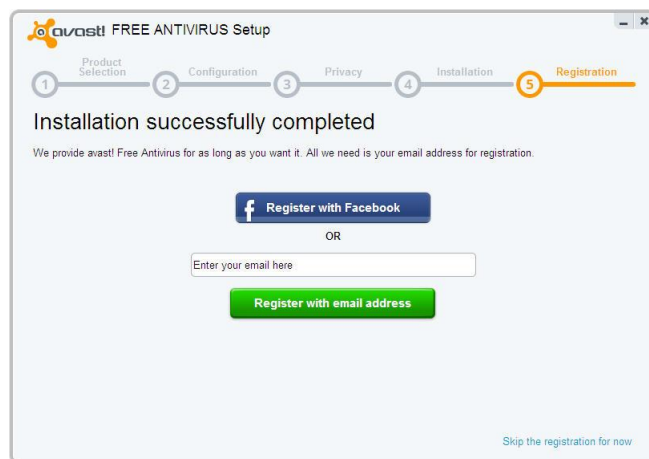 avast! FREE ANTIVIRUS Setup
Product
Selection
Configuration
Privacy
Installation
Registration
1
2
3
4
5
Installation successfully completed
We provide avast! Free Antivirus for as long as you want it. All we need is your email address for registration.
f Register with Facebook
OR
Enter your email here
Register with email address
Skip the registration for now